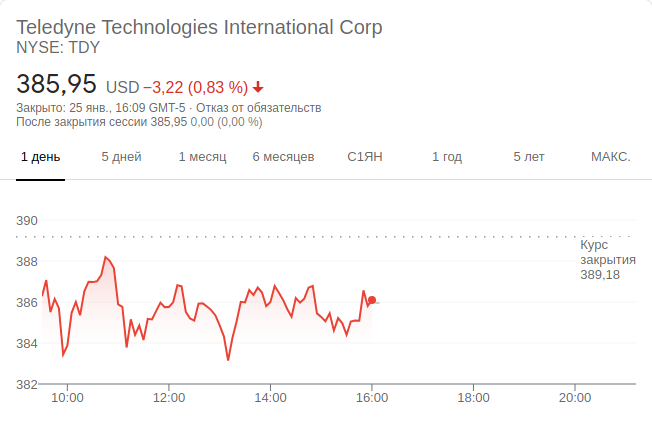 Teledyne Technologies International Corp
NYSE: TDY
385,95 USD −3,22 (0,83 %)
Закрыто: 25 янв., 16:09 GMT-5 · Отказ от обязательств
После закрытия сессии 385,95 0,00 (0,00 %)
1 день 5 дней 1 месяц 6 месяцев С1ЯН 1 год 5 лет МАКС.
390
Курс
закрытия
389,18
388
386
384
382
10:00 12:00 14:00 16:00 18:00 20:00